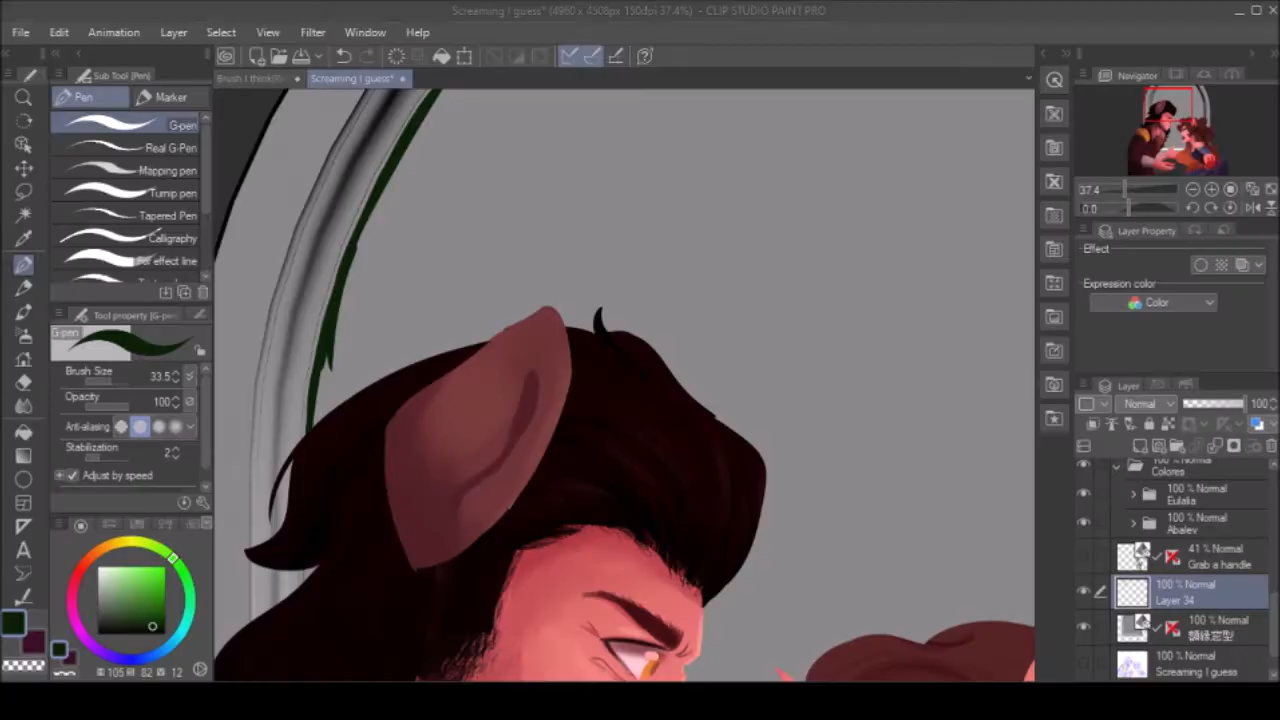 Screaming I guess* (4960 x 4508px 150dpi 37.4%) - CLIP STUDIO PAINT PRO
File Edit Animation Layer Select View Filter Window Help
Sub Tool [Pen]
Screaming I guess*
Navigator
Pen
Marker
G-pen
Real G-Pen
Mapping pen
Turnip pen
Tapered Pen
Calligraphy
effect line
37.4
0.0
Layer Property
Effect
Expression color
Color
Tool property [G-pen
G-pen
Brush Size 33.5
Opacity 100
Anti-aliasing
Stabilization 2
Adjust by speed
Layer
Normal 100
100 % Normal
Colores
100 % Normal
Eulalia
100 % Normal
Abalev
41 % Normal
Grab a handle
100 % Normal
Layer 34
100 % Normal
100 % Normal
Screaming I guess
105 82 12